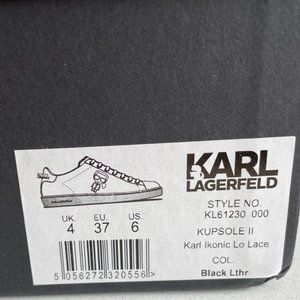 KARL
LAGERFELD
STYLE NO.
KL61230 000
KUPSOLE II
Karl Ikonic Lo Lace
COL.
Black Lthr
UK. EU. US.
4 37 6
5 056272 320556 >